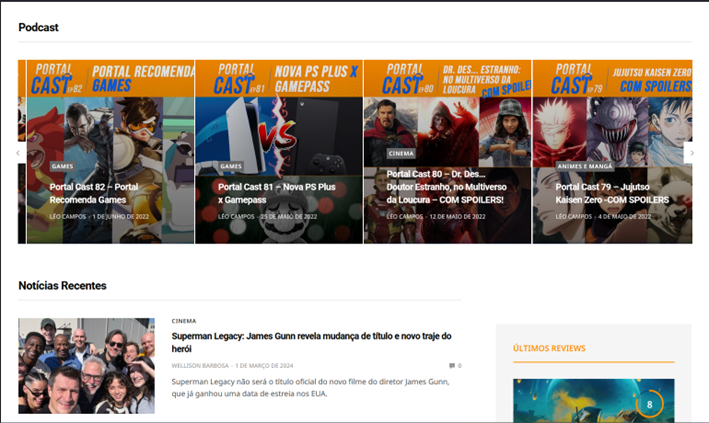 Podcast
PORTAL
CAST EP82
PORTAL RECOMENDA
GAMES
GAMES
Portal Cast 82 – Portal
Recomenda Games
LÉO CAMPOS - 1 DE JUNHO DE 2022
PORTAL
CAST EP81
NOVA PS PLUS X
GAMEPASS
VS
GAMES
Portal Cast 81 – Nova PS Plus
x Gamepass
LÉO CAMPOS - 25 DE MAIO DE 2022
PORTAL
CAST EP80
DR. DES... ESTRANHO:
NO MULTIVERSO DA
LOUCURA COM SPOILE
CINEMA
Portal Cast 80 – Dr. Des...
Doutor Estranho, no Multiverso
da Loucura – COM SPOILERS!
LÉO CAMPOS - 12 DE MAIO DE 2022
PORTAL
CAST EP79
JUJUTSU KAISEN ZERO
COM SPOILERS
ANIMES E MANGÁ
Portal Cast 79 – Jujutso
Kaisen Zero -COM SPOILERS
LÉO CAMPOS - 4 DE MAIO DE 2022
Notícias Recentes
CINEMA
Superman Legacy: James Gunn revela mudança de título e novo traje do
herói
WELLISON BARBOSA - 1 DE MARÇO DE 2024
0
Superman Legacy não será o título oficial do novo filme do diretor James Gunn,
que já ganhou uma data de estreia nos EUA.
ÚLTIMOS REVIEWS
8